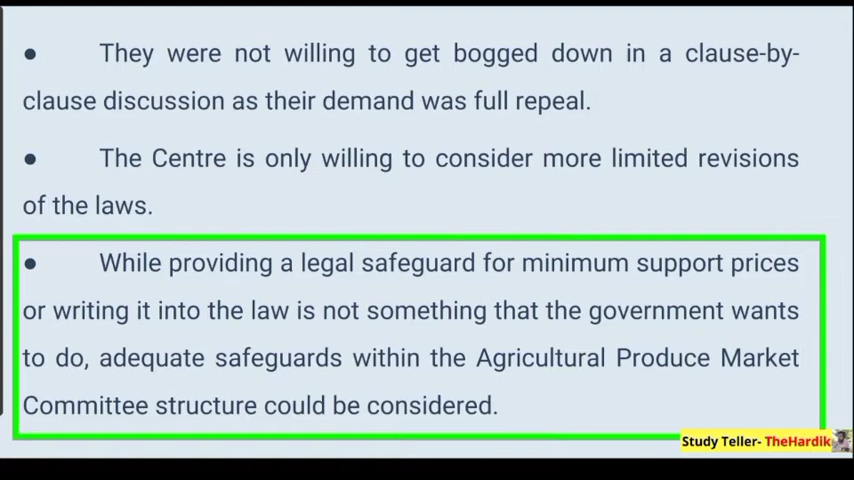 ● They were not willing to get bogged down in a clause-by-
clause discussion as their demand was full repeal.
● The Centre is only willing to consider more limited revisions
of the laws.
● While providing a legal safeguard for minimum support prices
or writing it into the law is not something that the government wants
to do, adequate safeguards within the Agricultural Produce Market
Committee structure could be considered.
Study Teller- TheHardik